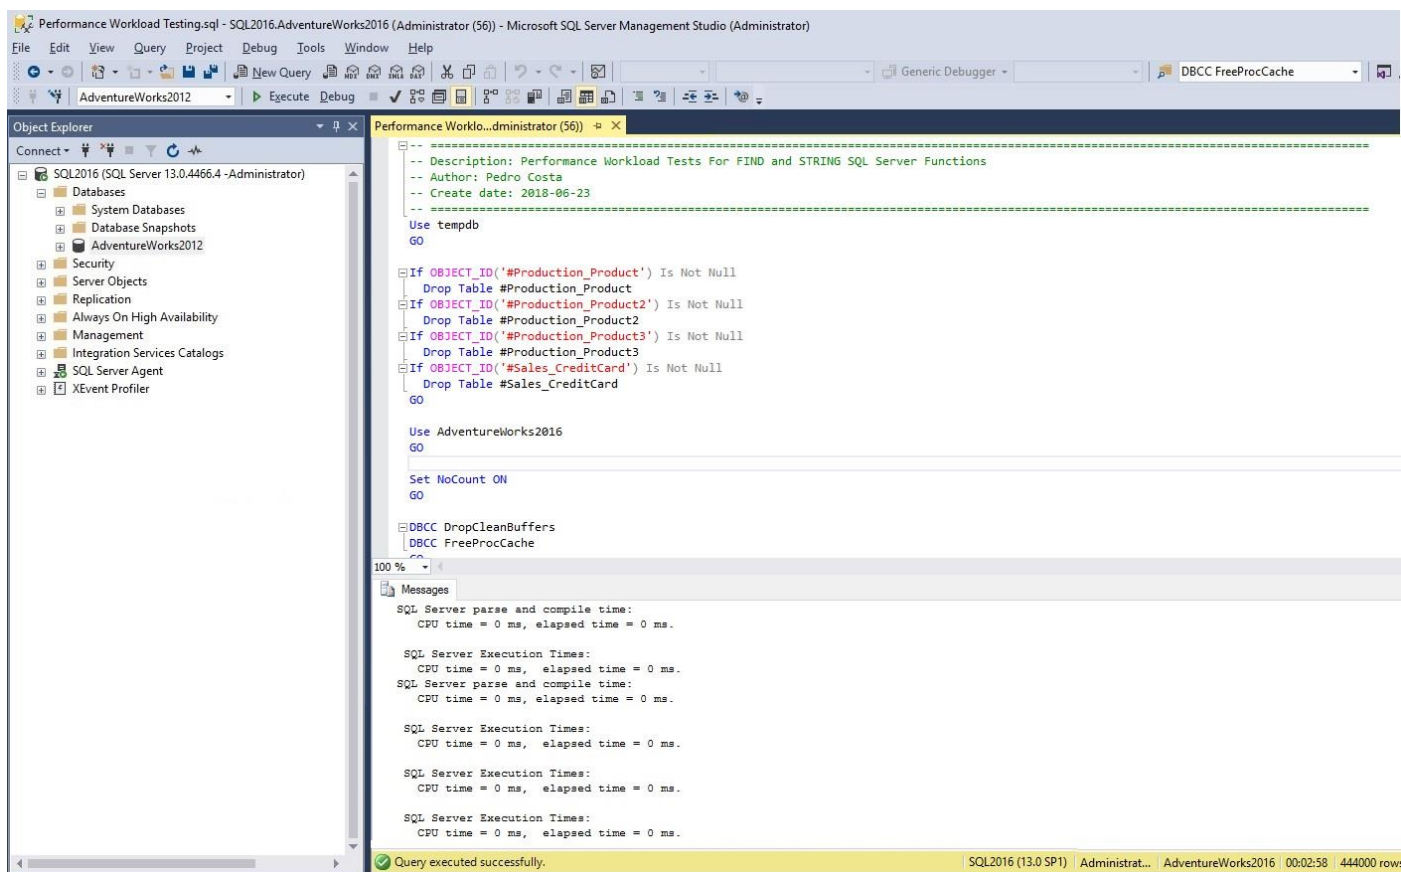 Performance Workload Testing.sql - SQL2016.AdventureWorks2016 (Administrator (56)) - Microsoft SQL Server Management Studio (Administrator)
File Edit View Query Project Debug Tools Window Help
New Query Generic Debugger DBCC FreeProcCache
AdventureWorks2012 Execute Debug
Object Explorer
Performance Worklo...dministrator (56))
Connect
SQL2016 (SQL Server 13.0.4466.4 -Administrator)
Databases
System Databases
Database Snapshots
AdventureWorks2012
Security
Server Objects
Replication
Always On High Availability
Management
Integration Services Catalogs
SQL Server Agent
XEvent Profiler
-- =========================================================================================================================================
-- Description: Performance Workload Tests For FIND and STRING SQL Server Functions
-- Author: Pedro Costa
-- Create date: 2018-06-23
-- =========================================================================================================================================
Use tempdb
GO
If OBJECT_ID('#Production_Product') Is Not Null
Drop Table #Production_Product
If OBJECT_ID('#Production_Product2') Is Not Null
Drop Table #Production_Product2
If OBJECT_ID('#Production_Product3') Is Not Null
Drop Table #Production_Product3
If OBJECT_ID('#Sales_CreditCard') Is Not Null
Drop Table #Sales_CreditCard
GO
Use AdventureWorks2016
GO
Set NoCount ON
GO
DBCC DropCleanBuffers
DBCC FreeProcCache
100 %
Messages
SQL Server parse and compile time:
CPU time = 0 ms, elapsed time = 0 ms.
SQL Server Execution Times:
CPU time = 0 ms, elapsed time = 0 ms.
SQL Server parse and compile time:
CPU time = 0 ms, elapsed time = 0 ms.
SQL Server Execution Times:
CPU time = 0 ms, elapsed time = 0 ms.
SQL Server Execution Times:
CPU time = 0 ms, elapsed time = 0 ms.
SQL Server Execution Times:
CPU time = 0 ms, elapsed time = 0 ms.
Query executed successfully. SQL2016 (13.0 SP1) Administrat... AdventureWorks2016 00:02:58 444000 rows